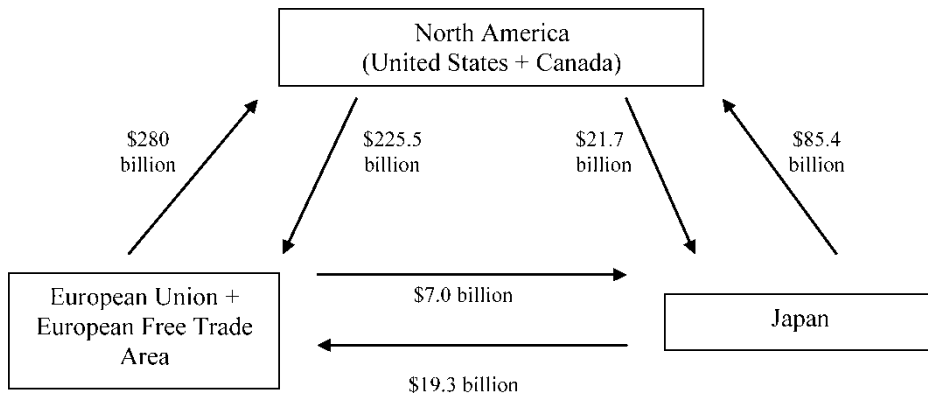 North America
(United States + Canada)
$280
billion
$225.5
billion
$21.7
billion
$85.4
billion
European Union +
European Free Trade
Area
$7.0 billion
Japan
$19.3 billion